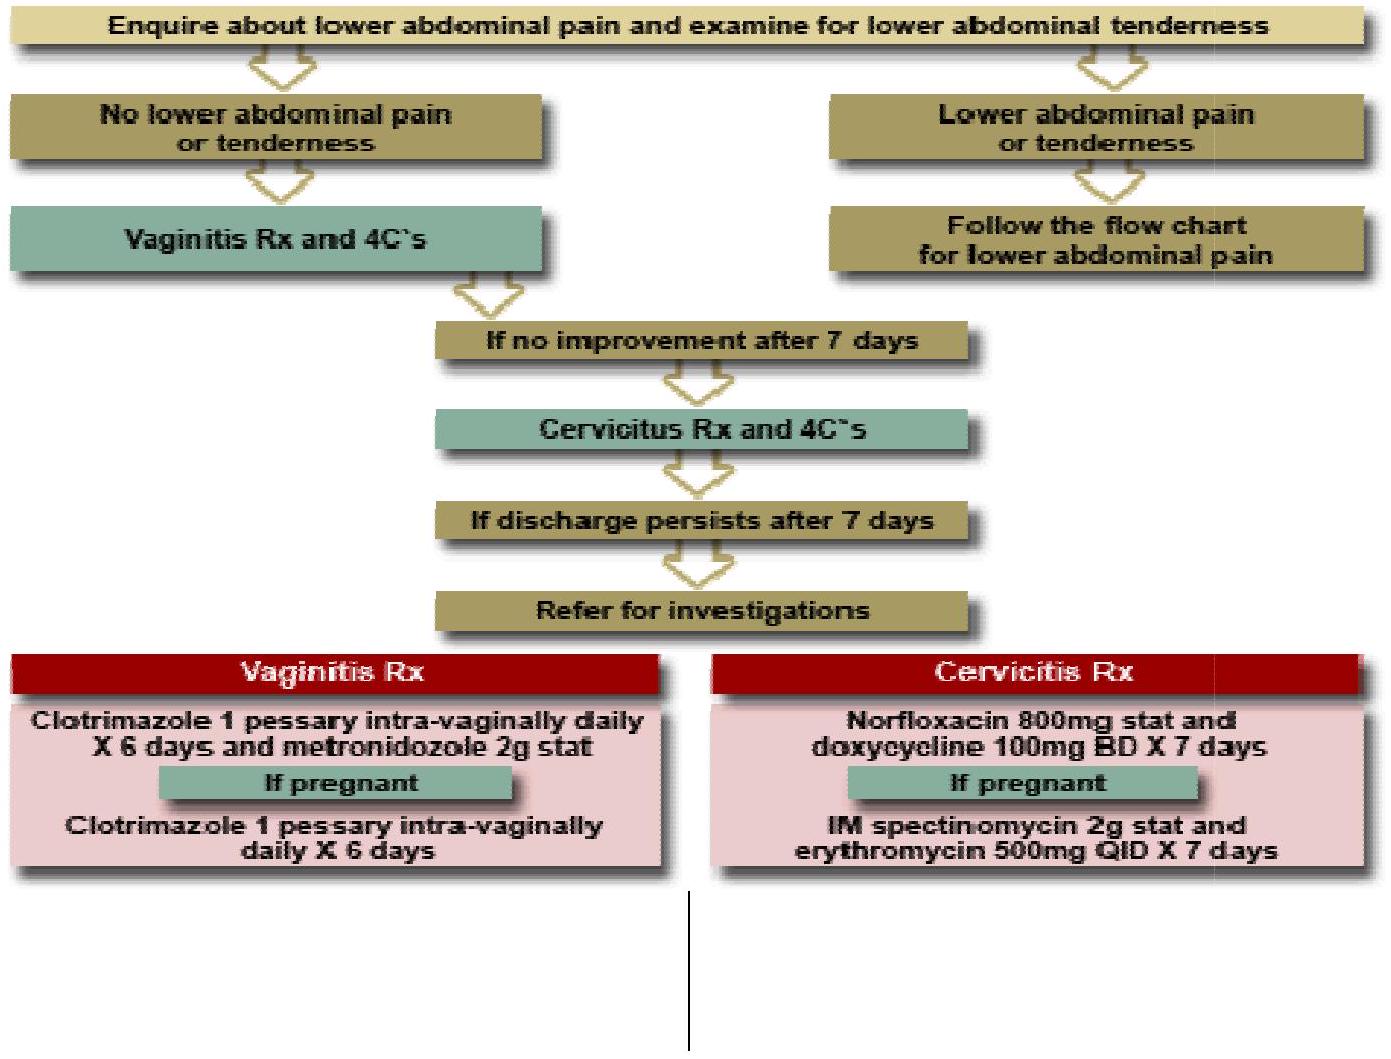 Enquire about lower abdominal pain and examine for lower abdominal tenderness
No lower abdominal pain
or tenderness
Lower abdominal pain
or tenderness
Vaginitis Rx and 4C`s
Follow the flow chart
for lower abdominal pain
If no improvement after 7 days
Cervicitus Rx and 4C`s
If discharge persists after 7 days
Refer for investigations
Vaginitis Rx
Clotrimazole 1 pessary intra-vaginally daily
X 6 days and metronidozole 2g stat
If pregnant
Clotrimazole 1 pessary intra-vaginally
daily X 6 days
Cervicitis Rx
Norfloxacin 800mg stat and
doxycycline 100mg BD X 7 days
If pregnant
IM spectinomycin 2g stat and
erythromycin 500mg QID X 7 days